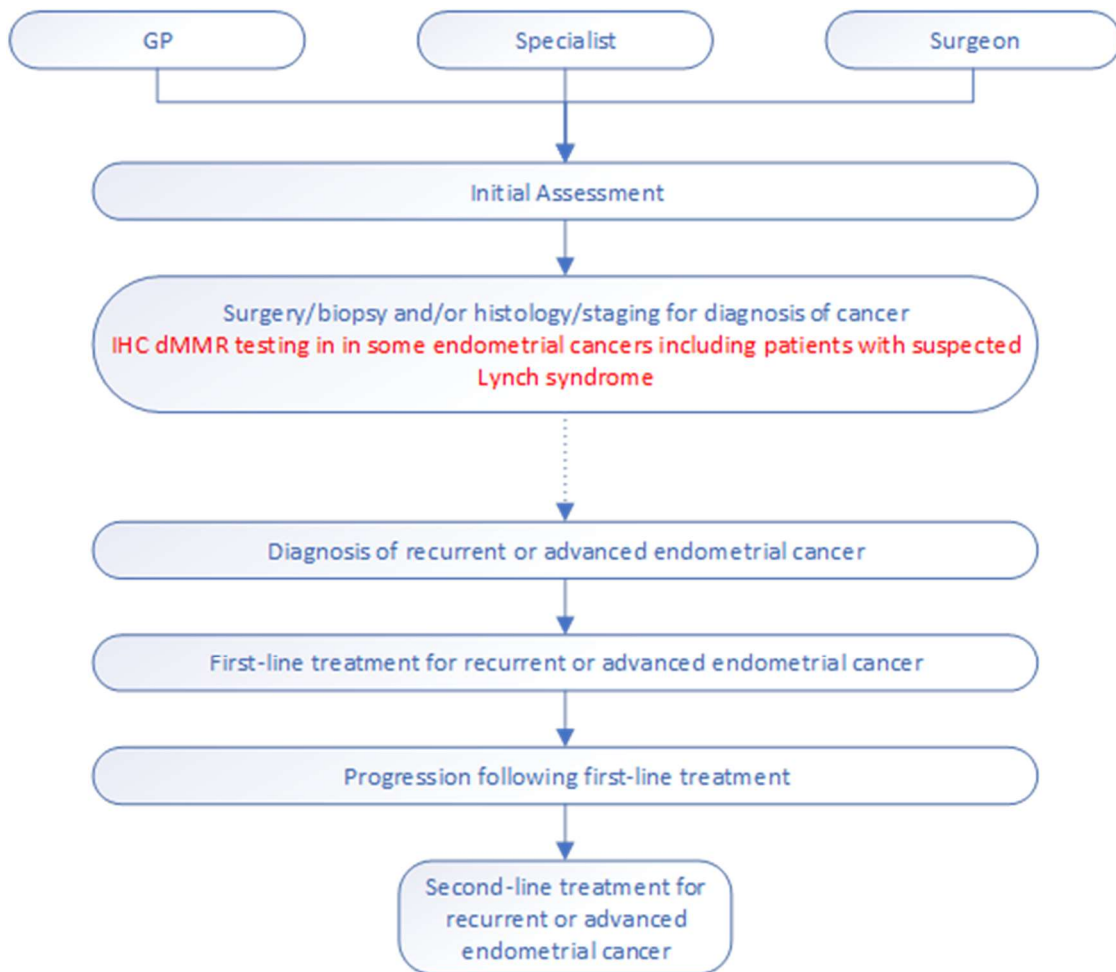 GP
Specialist
Surgeon
Initial Assessment
Surgery/biopsy and/or histology/staging for diagnosis of cancer
IHC dMMR testing in in some endometrial cancers including patients with suspected
Lynch syndrome
Diagnosis of recurrent or advanced endometrial cancer
First-line treatment for recurrent or advanced endometrial cancer
Progression following first-line treatment
Second-line treatment for
recurrent or advanced
endometrial cancer